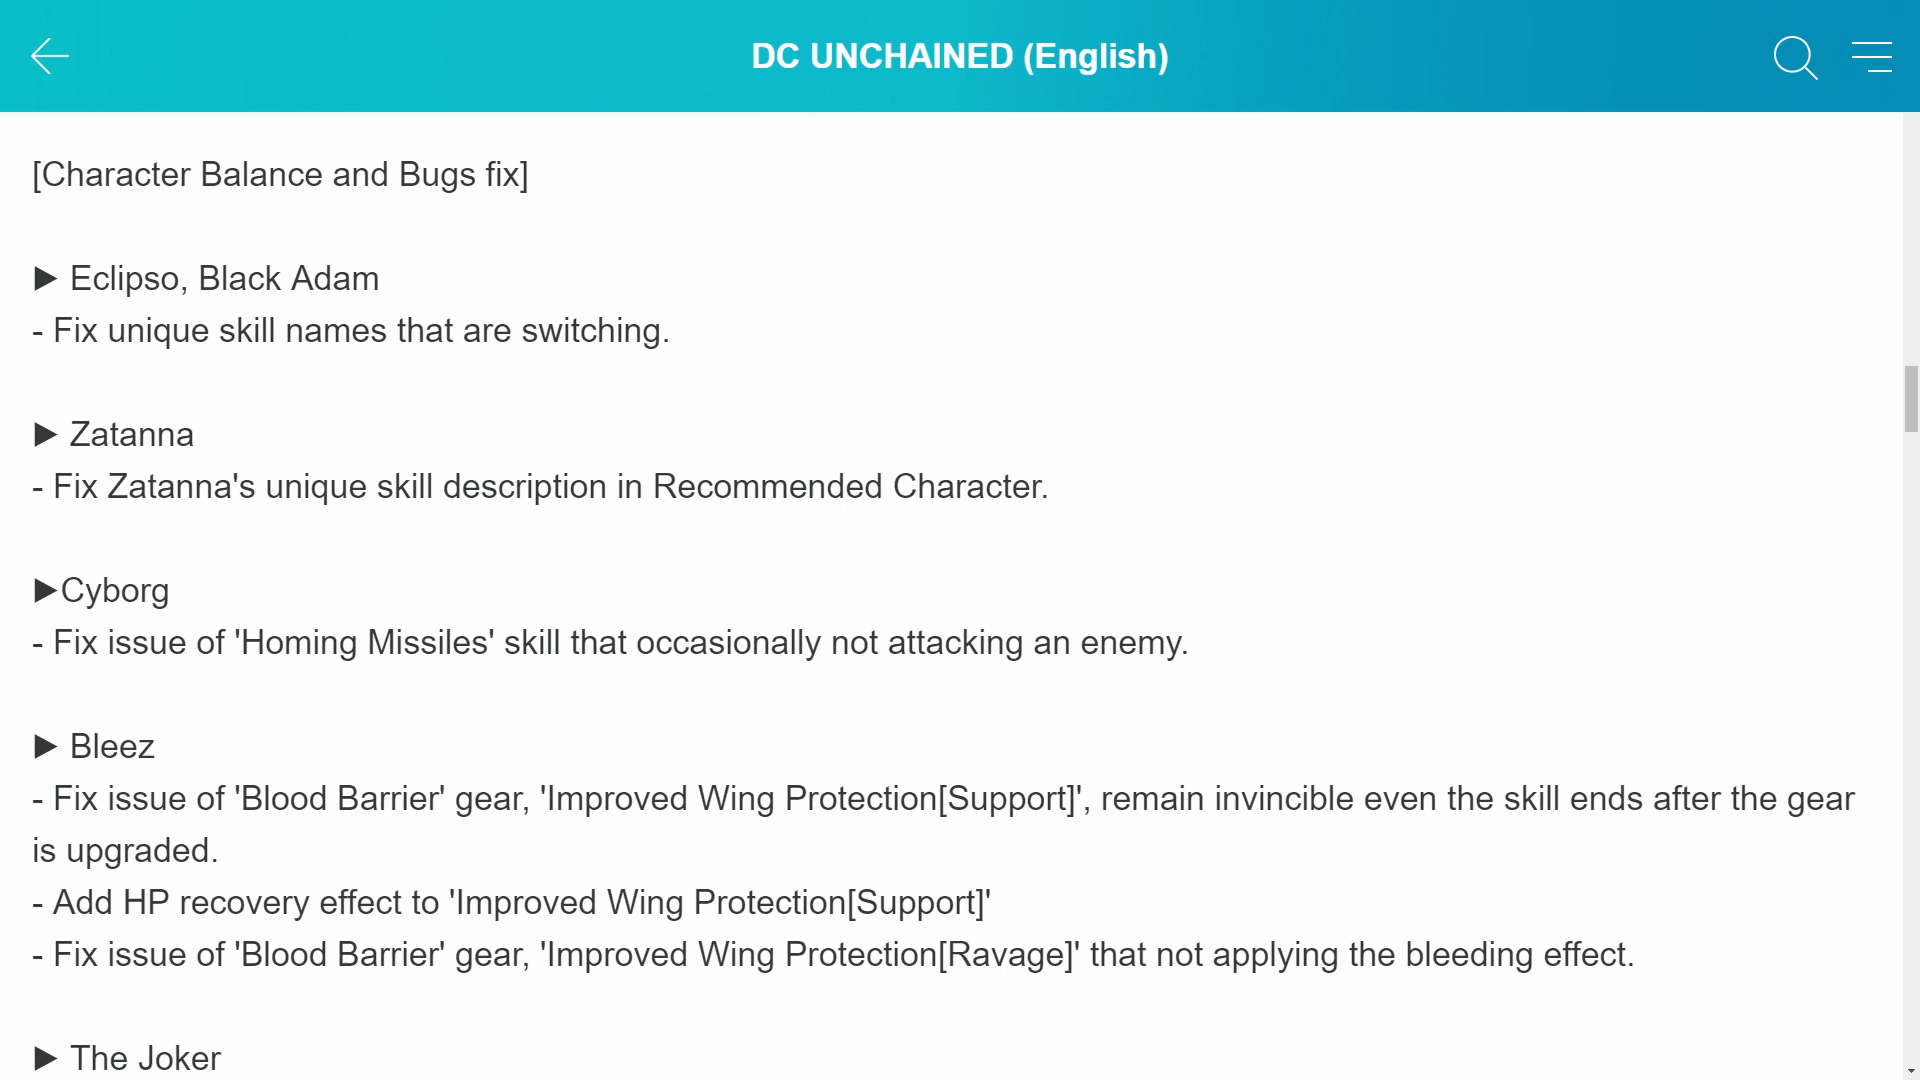 DC UNCHAINED (English)
[Character Balance and Bugs fix]
▶ Eclipso, Black Adam
- Fix unique skill names that are switching.
▶ Zatanna
- Fix Zatanna's unique skill description in Recommended Character.
▶Cyborg
- Fix issue of 'Homing Missiles' skill that occasionally not attacking an enemy.
▶ Bleez
- Fix issue of 'Blood Barrier' gear, 'Improved Wing Protection[Support]', remain invincible even the skill ends after the gear
is upgraded.
- Add HP recovery effect to 'Improved Wing Protection[Support]'
- Fix issue of 'Blood Barrier' gear, 'Improved Wing Protection[Ravage]' that not applying the bleeding effect.
▶ The Joker